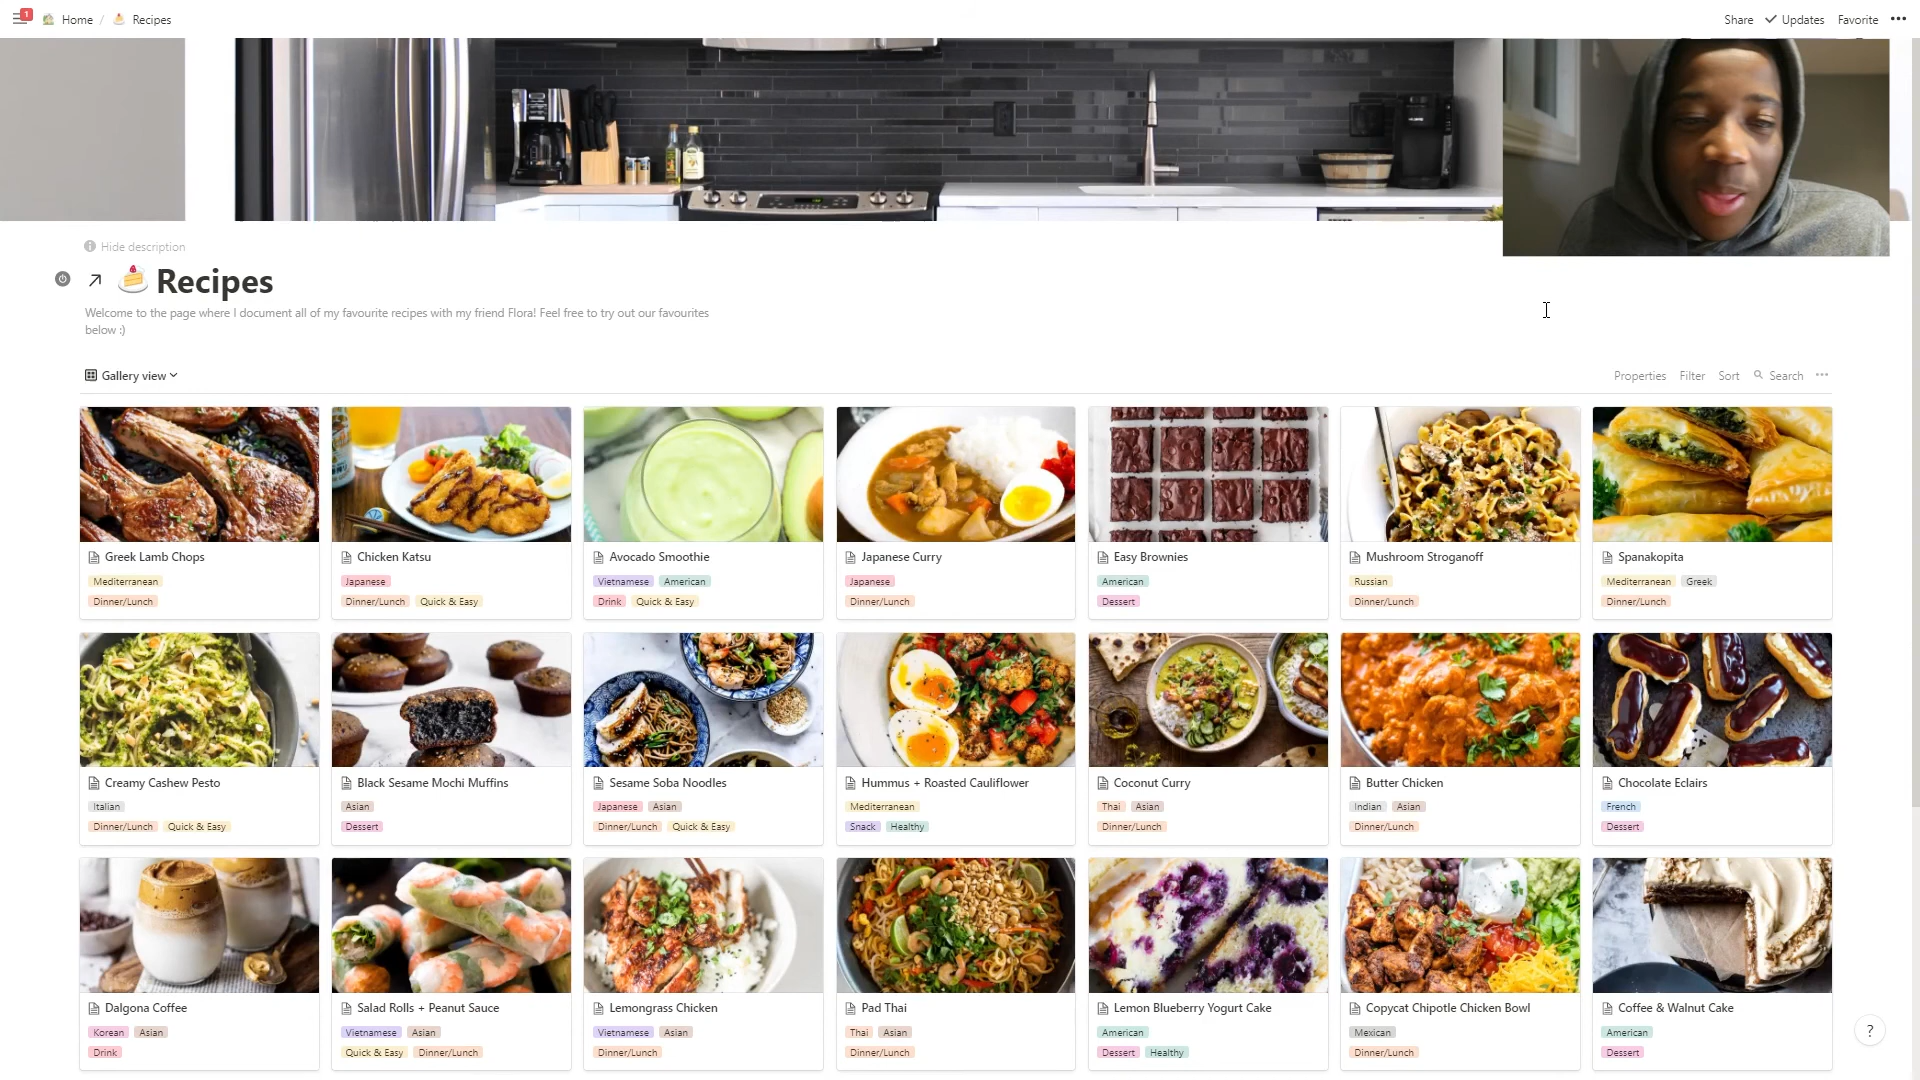 1 Home / Recipes Share Updates Favorite
Hide description
Recipes
Welcome to the page where I document all of my favourite recipes with my friend Flora! Feel free to try out our favourites
below :)
Gallery view Properties Filter Sort Search
Greek Lamb Chops
Mediterranean
Dinner/Lunch
Chicken Katsu
Japanese
Dinner/Lunch Quick & Easy
Avocado Smoothie
Vietnamese American
Drink Quick & Easy
Japanese Curry
Japanese
Dinner/Lunch
Easy Brownies
American
Dessert
Mushroom Stroganoff
Russian
Dinner/Lunch
Spanakopita
Mediterranean Greek
Dinner/Lunch
Creamy Cashew Pesto
Italian
Dinner/Lunch Quick & Easy
Black Sesame Mochi Muffins
Asian
Dessert
Sesame Soba Noodles
Japanese Asian
Dinner/Lunch Quick & Easy
Hummus + Roasted Cauliflower
Mediterranean
Snack Healthy
Coconut Curry
Thai Asian
Dinner/Lunch
Butter Chicken
Indian Asian
Dinner/Lunch
Chocolate Eclairs
French
Dessert
Dalgona Coffee
Korean Asian
Drink
Salad Rolls + Peanut Sauce
Vietnamese Asian
Quick & Easy Dinner/Lunch
Lemongrass Chicken
Vietnamese Asian
Dinner/Lunch
Pad Thai
Thai Asian
Dinner/Lunch
Lemon Blueberry Yogurt Cake
American
Dessert Healthy
Copycat Chipotle Chicken Bowl
Mexican
Dinner/Lunch
Coffee & Walnut Cake
American
Dessert
?